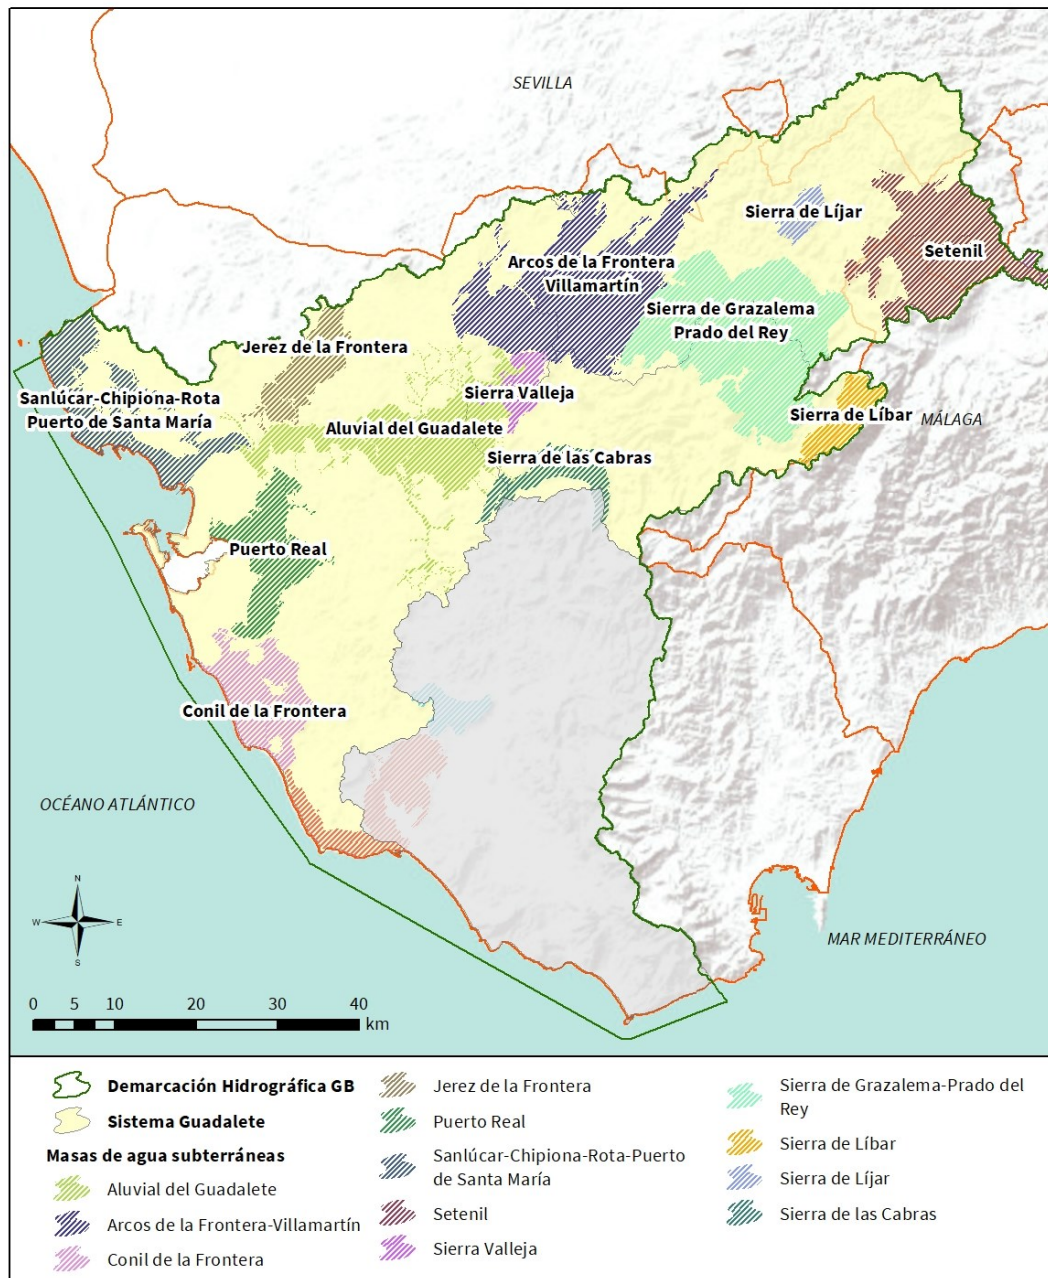 SEVILLA
Sierra de Líjar
Setenil
Arcos de la Frontera
Villamartín
Sierra de Grazalema
Prado del Rey
Jerez de la Frontera
Sanlúcar-Chipiona-Rota
Puerto de Santa María
Sierra Valleja
Aluvial del Guadalete
Sierra de Líbar
MÁLAGA
Sierra de las Cabras
Puerto Real
Conil de la Frontera
OCÉANO ATLÁNTICO
MAR MEDITERRÁNEO
N
W E
S
0 5 10 20 30 40
km
Demarcación Hidrográfica GB
Sistema Guadalete
Masas de agua subterráneas
Aluvial del Guadalete
Arcos de la Frontera-Villamartín
Conil de la Frontera
Jerez de la Frontera
Puerto Real
Sanlúcar-Chipiona-Rota-Puerto
de Santa María
Setenil
Sierra Valleja
Sierra de Grazalema-Prado del
Rey
Sierra de Líbar
Sierra de Líjar
Sierra de las Cabras